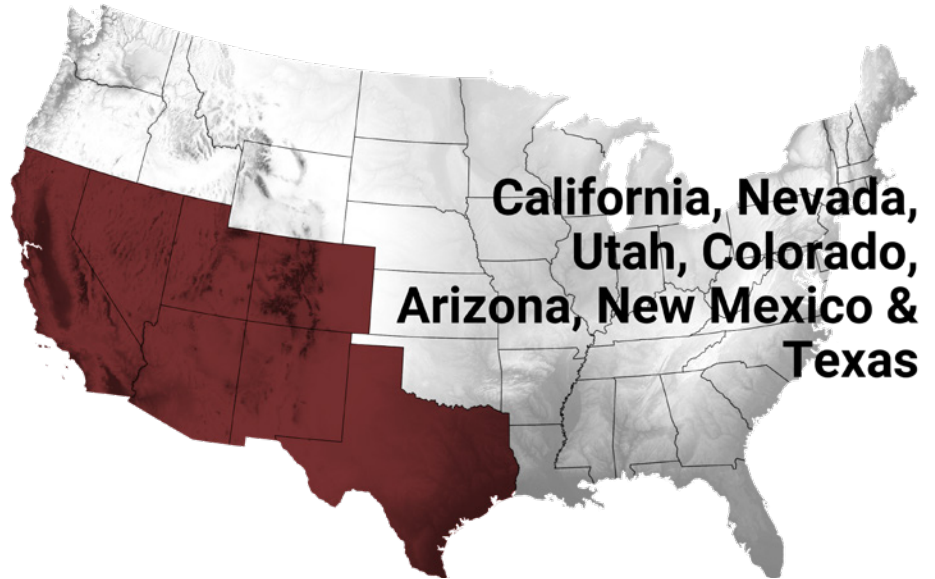 California, Nevada,
Utah, Colorado,
Arizona, New Mexico &
Texas